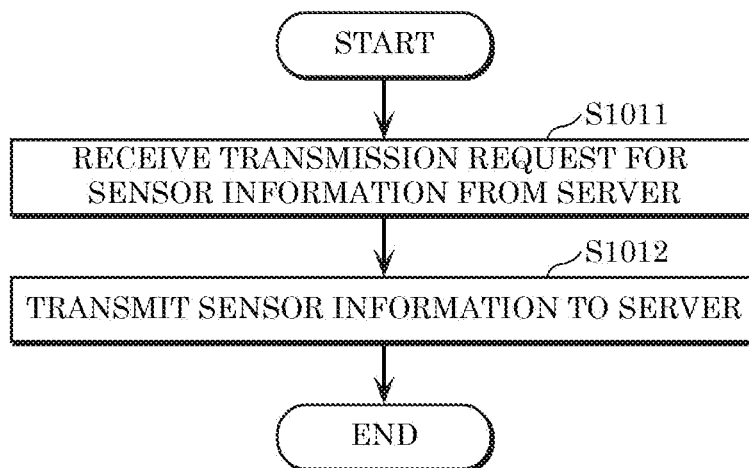 START
S1011
RECEIVE TRANSMISSION REQUEST FOR
SENSOR INFORMATION FROM SERVER
S1012
TRANSMIT SENSOR INFORMATION TO SERVER
END